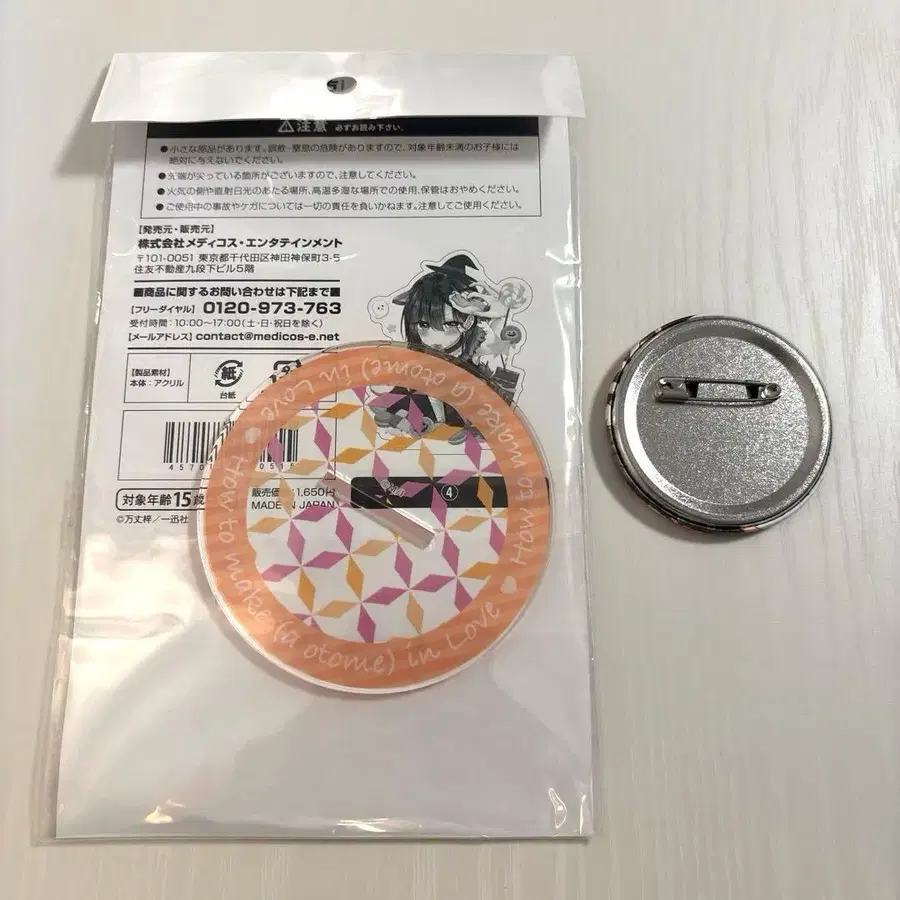 ⚠注意 必ずお読み下さい。
●小さな部品があります。誤飲・窒息の危険がありますので、対象年齢未満のお子様には
絶対に与えないでください。
●先端が尖っている箇所がございますので、注意してください。
●火気の側や直射日光のあたる場所、高温多湿な場所での使用、保管はおやめください。
●ご使用中の事故やケガについては一切の責任を負いかねます。注意してご使用ください。
【発売元・販売元】
株式会社メディコス・エンタテインメント
〒101-0051 東京都千代田区神田神保町3-5
住友不動産九段下ビル5階
■商品に関するお問い合わせは下記まで■
【フリーダイヤル】 0120-973-763
受付時間:10:00〜17:00(土・日・祝日を除く)
【メールアドレス】contact@medicos-e.net
【製品素材】
本体:アクリル
紙
台紙
対象年齢15歳
販売価 1,650円
MADE IN JAPAN
④
©万丈梓/一迅社
How to make (a otome) in Love
How to make (a otome) in Love